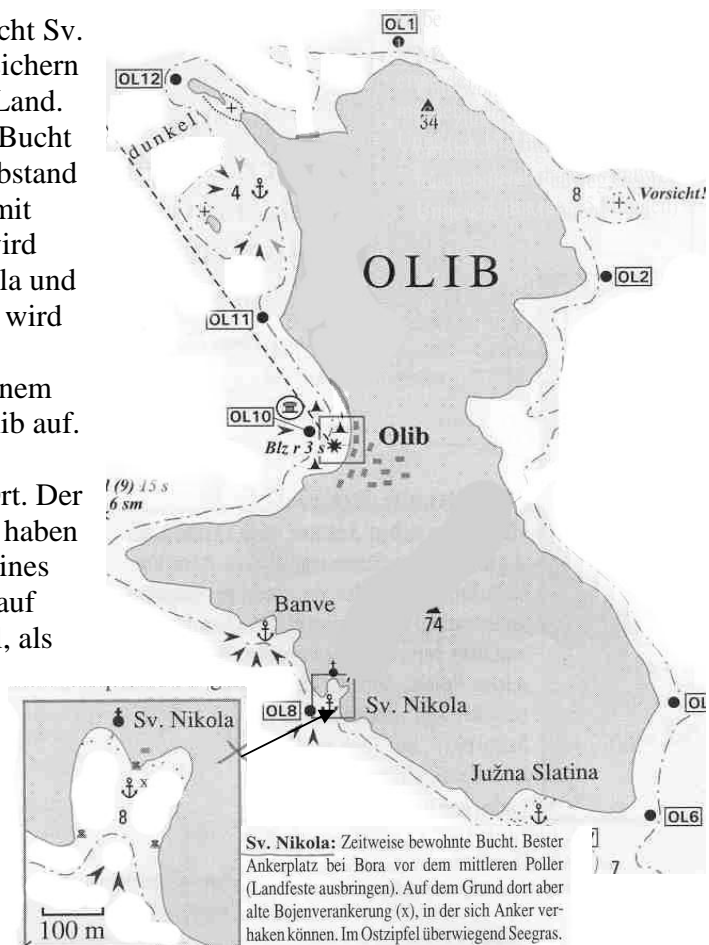 cht Sv.
ichern
Land.
Bucht
bstand
mit
vird
la und
wird
nem
ib auf.
ort. Der
haben
ines
auf
, als
OL1
OL12
34
dunkel
4
8
Vorsicht!
OLIB
OL2
OL11
OL10
Olib
Blz r 3 s
(9) 15 s
6 sm
Banve
74
OL8
Sv. Nikola
OL
Južna Slatina
OL6
7
Sv. Nikola
x
8
100 m
Sv. Nikola: Zeitweise bewohnte Bucht. Bester
Ankerplatz bei Bora vor dem mittleren Poller
(Landfeste ausbringen). Auf dem Grund dort aber
alte Bojenverankerung (x), in der sich Anker ver-
haken können. Im Ostzipfel überwiegend Seegras.